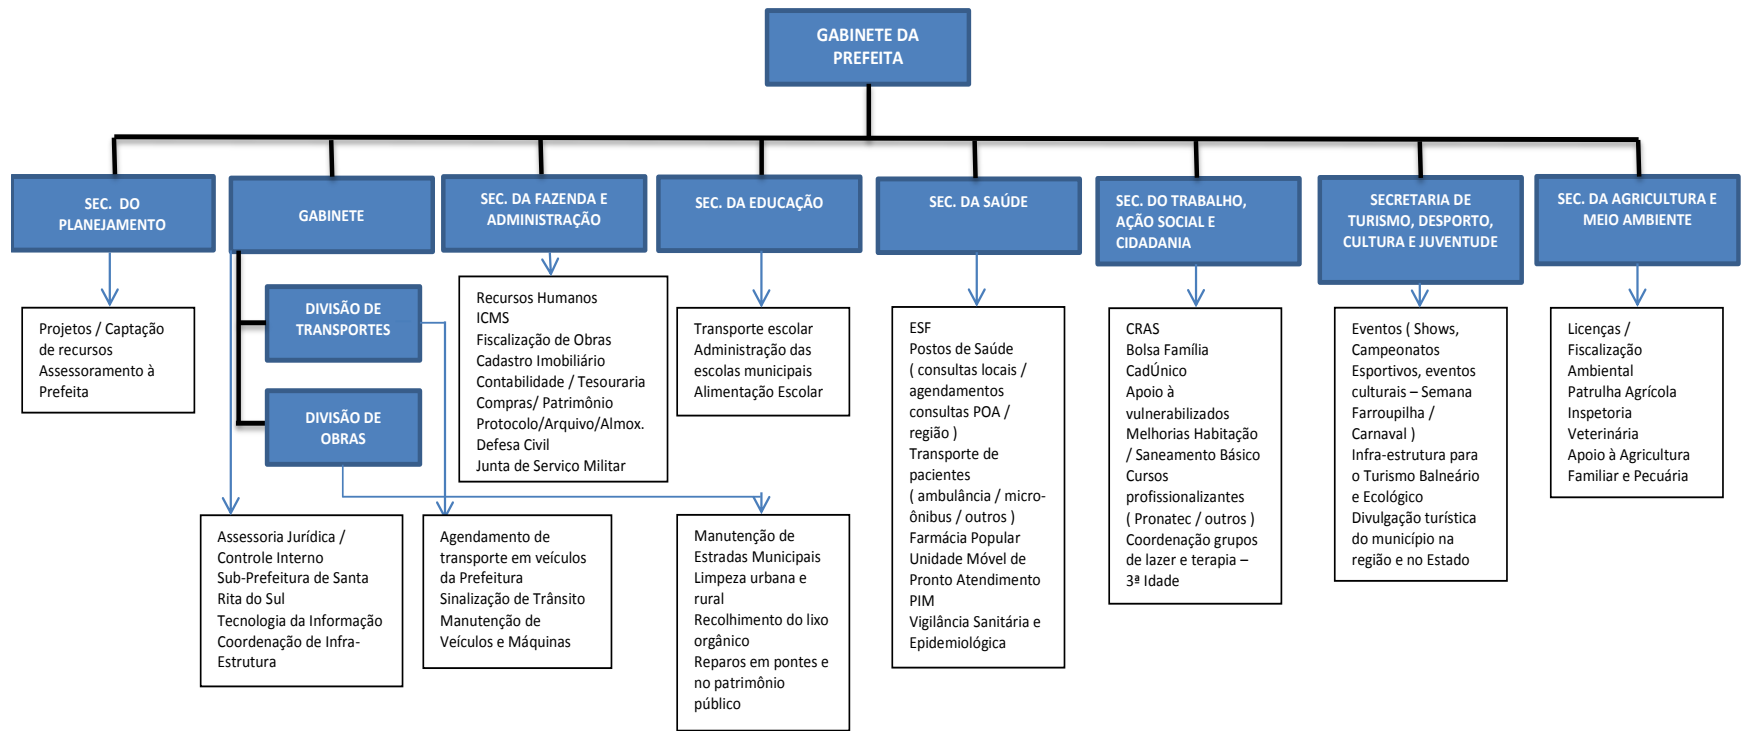 GABINETE DA
PREFEITA
SEC. DO
PLANEJAMENTO
GABINETE
SEC. DA FAZENDA E
ADMINISTRAÇÃO
SEC. DA EDUCAÇÃO
SEC. DA SAÚDE
SEC. DO TRABALHO,
AÇÃO SOCIAL E
CIDADANIA
SECRETARIA DE
TURISMO, DESPORTO,
CULTURA E JUVENTUDE
SEC. DA AGRICULTURA E
MEIO AMBIENTE
DIVISÃO DE
TRANSPORTES
DIVISÃO DE
OBRAS
Projetos / Captação
de recursos
Assessoramento à
Prefeita
Recursos Humanos
ICMS
Fiscalização de Obras
Cadastro Imobiliário
Contabilidade / Tesouraria
Compras/ Patrimônio
Protocolo/Arquivo/Almox.
Defesa Civil
Junta de Serviço Militar
Transporte escolar
Administração das
escolas municipais
Alimentação Escolar
ESF
Postos de Saúde
( consultas locais /
agendamentos
consultas POA /
região )
Transporte de
pacientes
( ambulância / micro-
ônibus / outros )
Farmácia Popular
Unidade Móvel de
Pronto Atendimento
PIM
Vigilância Sanitária e
Epidemiológica
CRAS
Bolsa Família
CadÚnico
Apoio à
vulnerabilizados
Melhorias Habitação
/ Saneamento Básico
Cursos
profissionalizantes
( Pronatec / outros )
Coordenação grupos
de lazer e terapia –
3ª Idade
Eventos ( Shows,
Campeonatos
Esportivos, eventos
culturais – Semana
Farroupilha /
Carnaval )
Infra-estrutura para
o Turismo Balneário
e Ecológico
Divulgação turística
do município na
região e no Estado
Licenças /
Fiscalização
Ambiental
Patrulha Agrícola
Inspetoria
Veterinária
Apoio à Agricultura
Familiar e Pecuária
Assessoria Jurídica /
Controle Interno
Sub-Prefeitura de Santa
Rita do Sul
Tecnologia da Informação
Coordenação de Infra-
Estrutura
Agendamento de
transporte em veículos
da Prefeitura
Sinalização de Trânsito
Manutenção de
Veículos e Máquinas
Manutenção de
Estradas Municipais
Limpeza urbana e
rural
Recolhimento do lixo
orgânico
Reparos em pontes e
no patrimônio
público